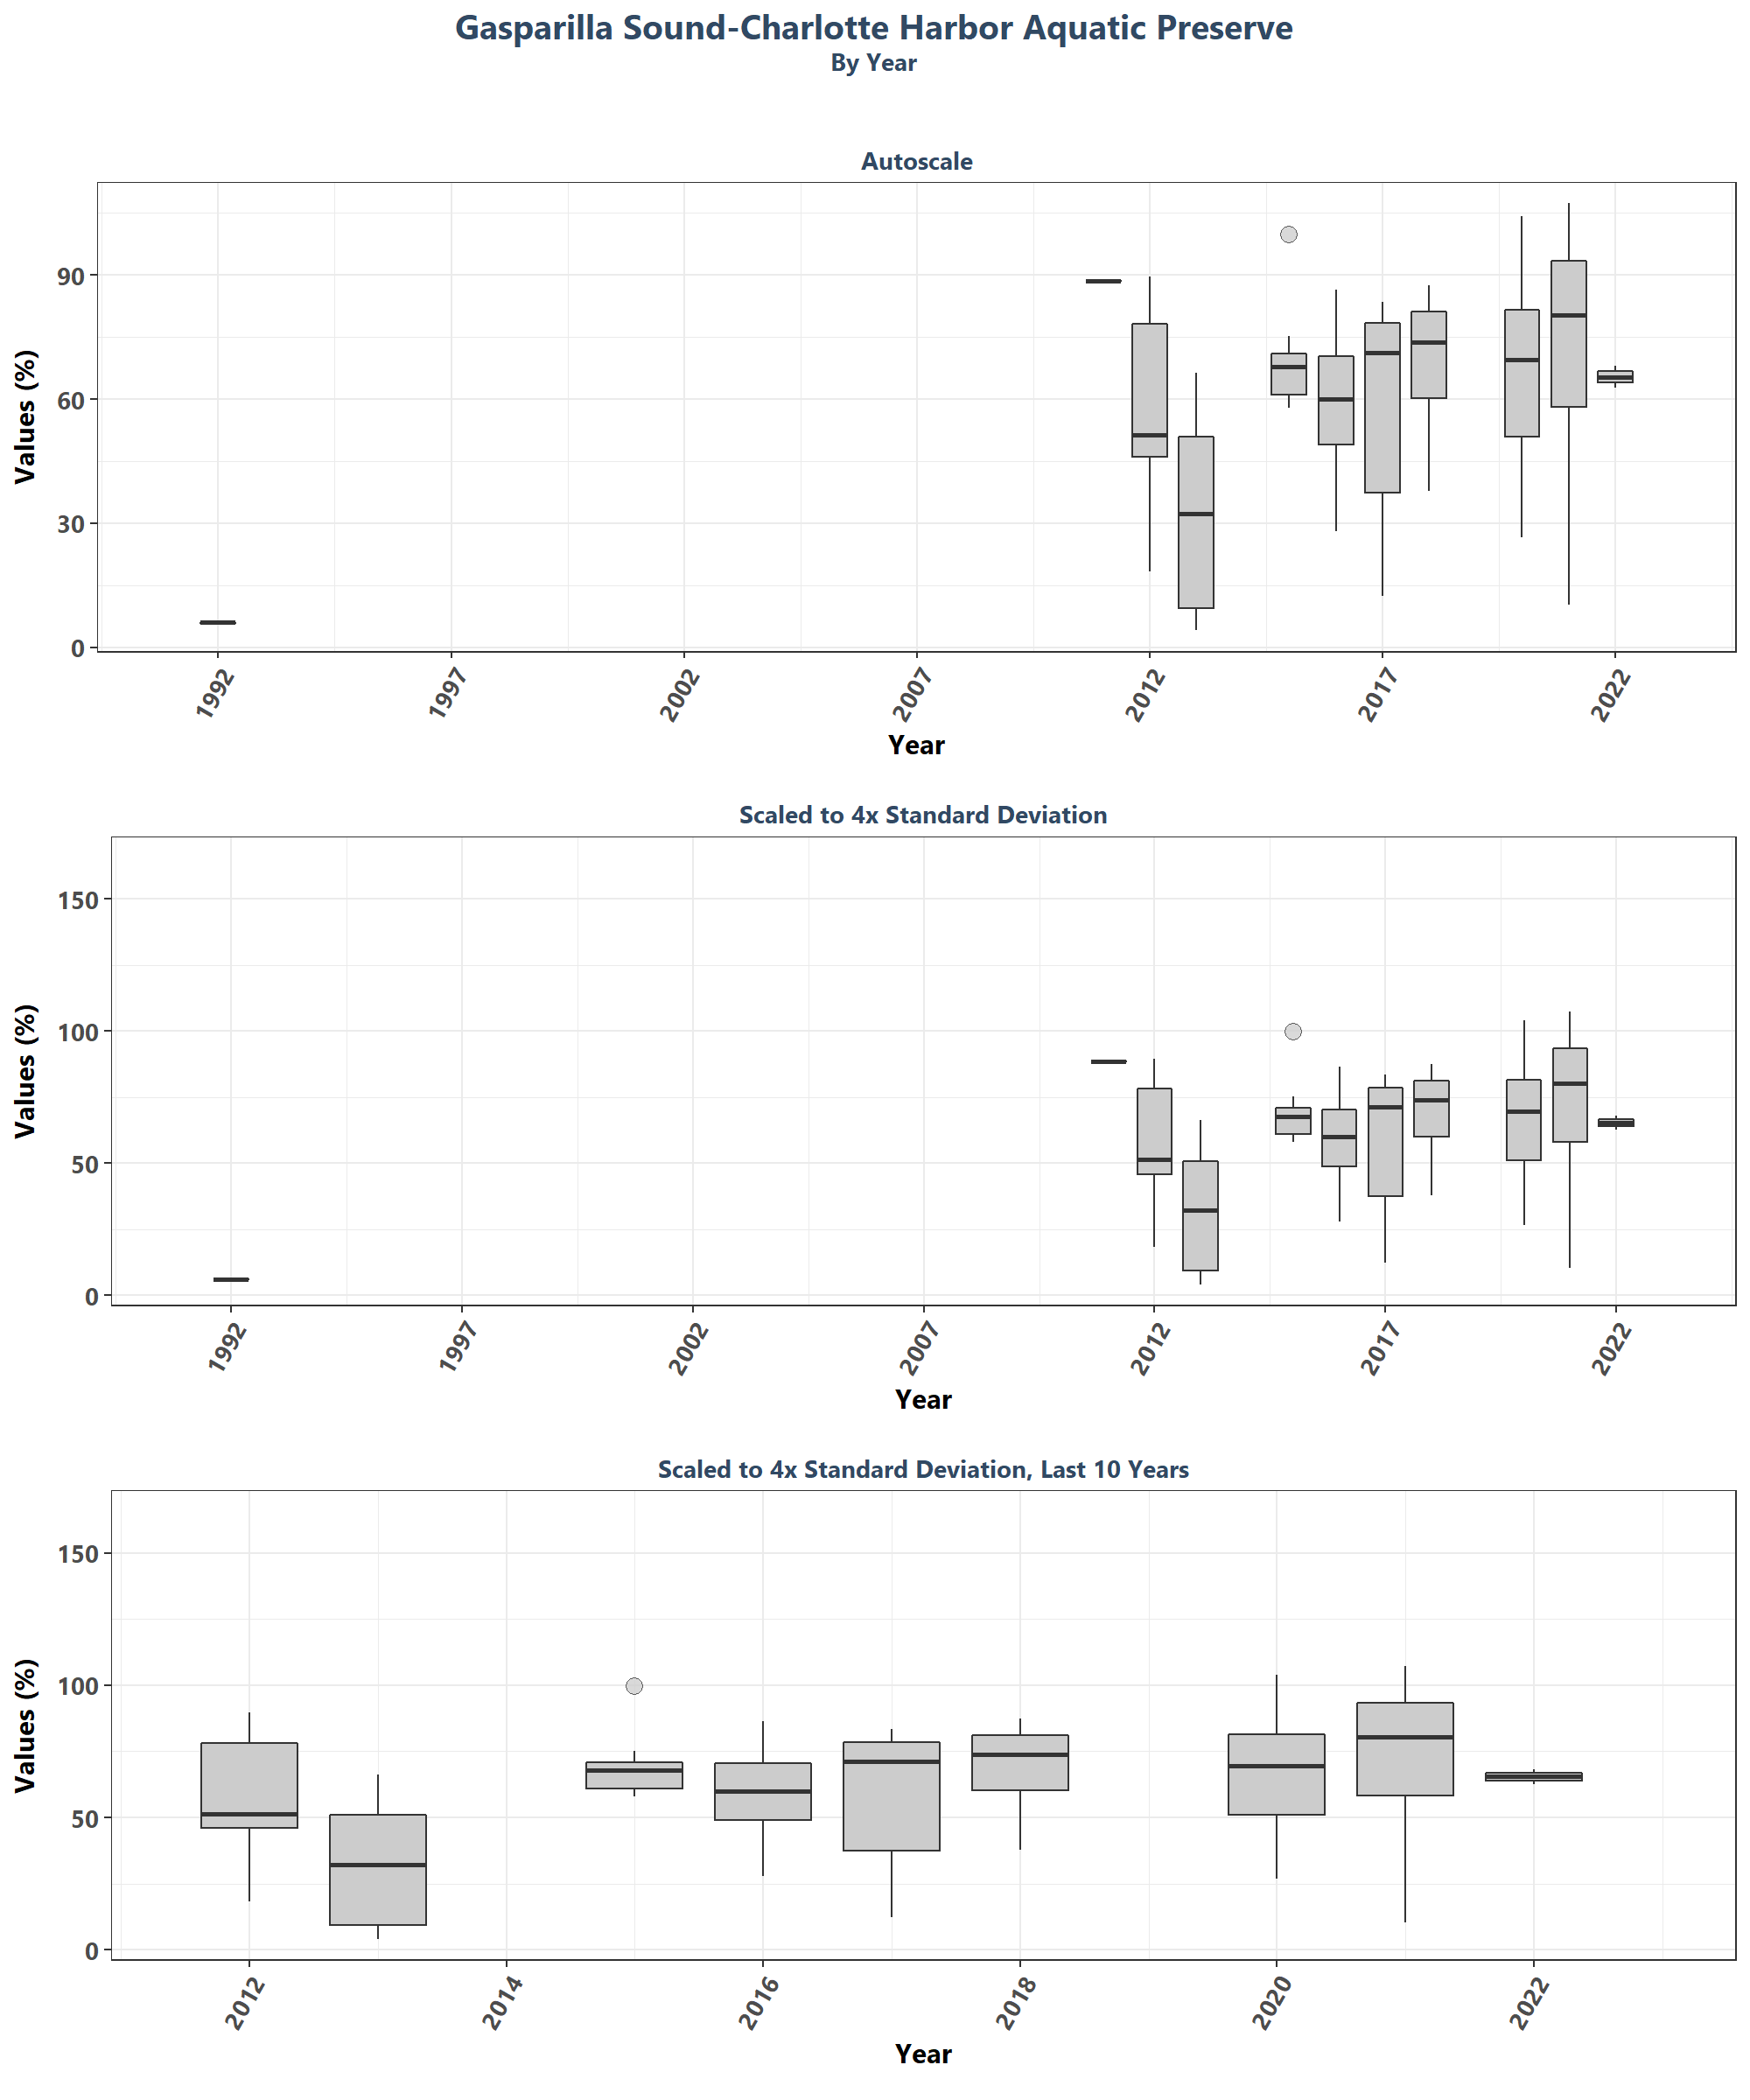 Gasparilla Sound-Charlotte Harbor Aquatic Preserve
By Year
Autoscale
Values (%)
90
60
30
0
1992 1997 2002 2007 2012 2017 2022
Year
Scaled to 4x Standard Deviation
Values (%)
150
100
50
0
1992 1997 2002 2007 2012 2017 2022
Year
Scaled to 4x Standard Deviation, Last 10 Years
Values (%)
150
100
50
0
2012 2014 2016 2018 2020 2022
Year